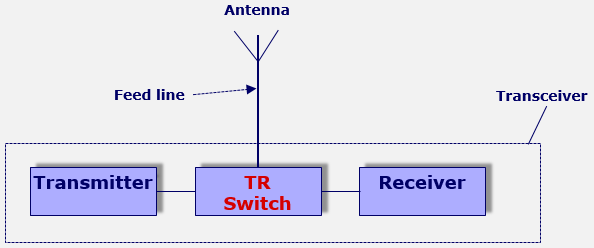 Antenna
Feed line
Transceiver
Transmitter
TR
Switch
Receiver